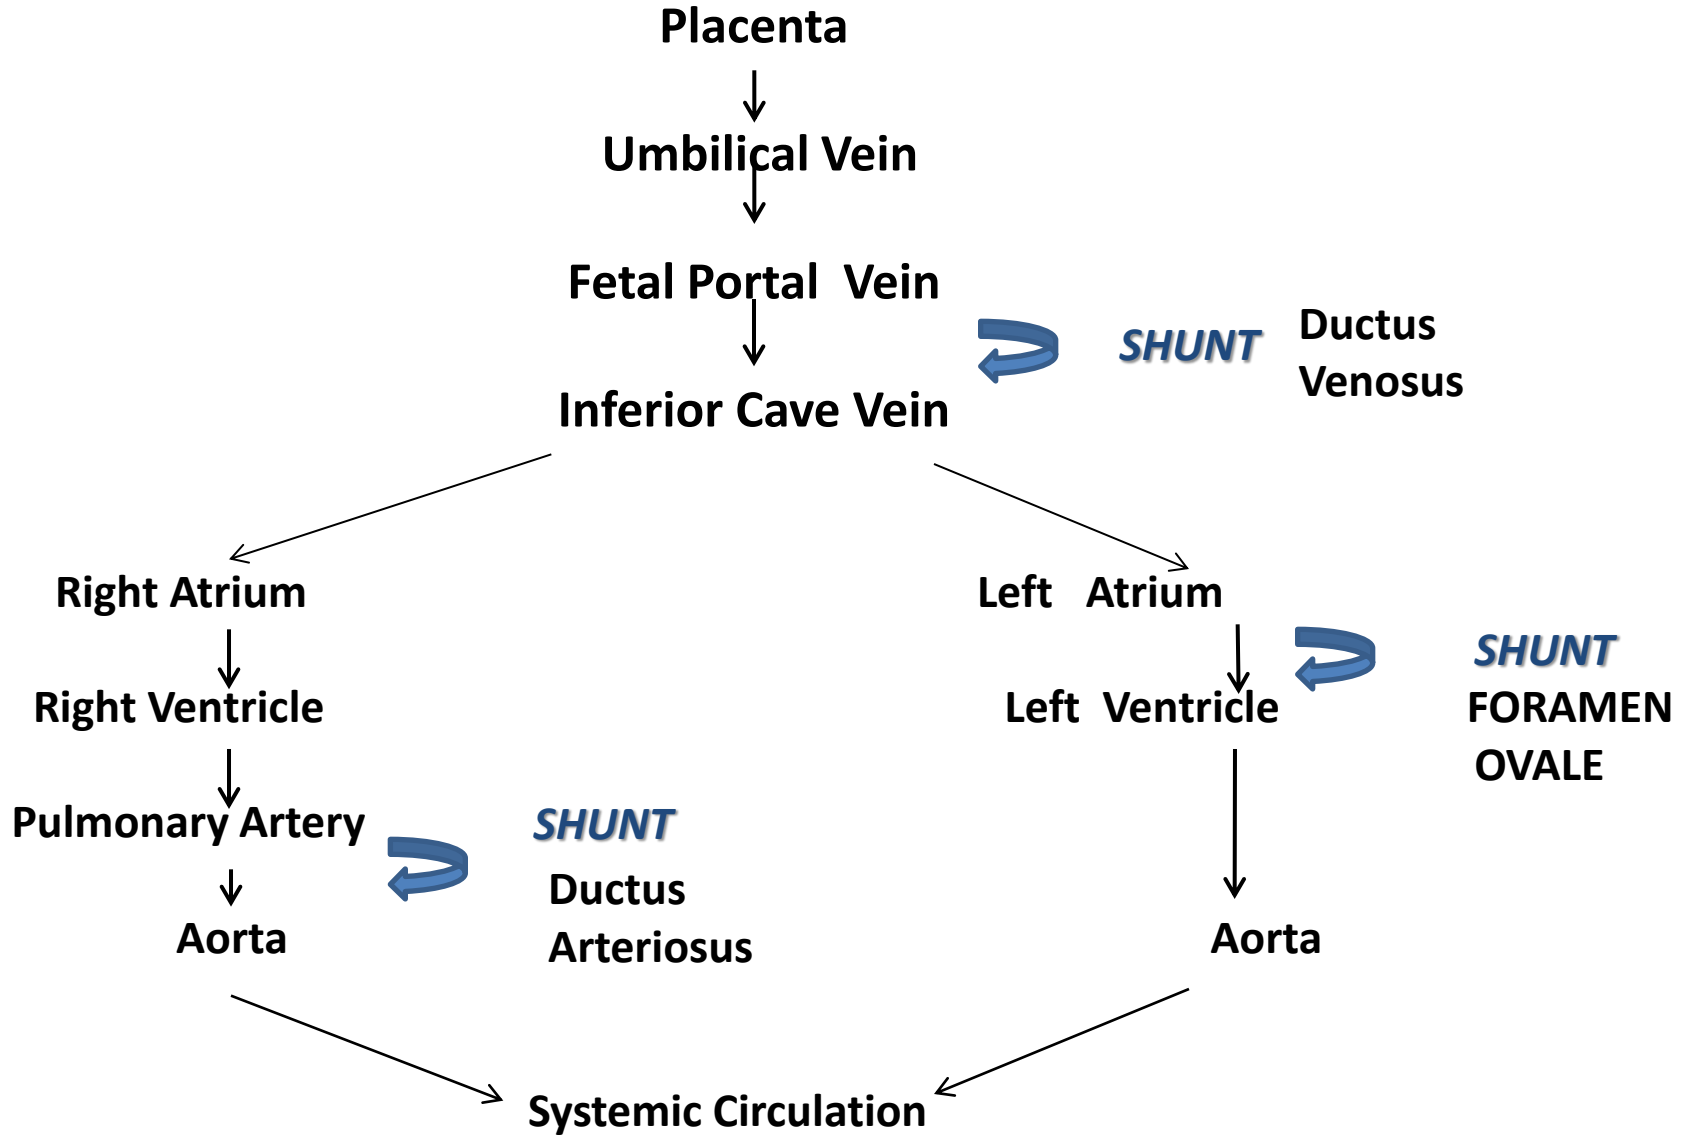 Placenta
Umbilical Vein
Fetal Portal Vein
SHUNT
Ductus
Venosus
Inferior Cave Vein
Right Atrium
Left Atrium
SHUNT
FORAMEN
OVALE
Right Ventricle
Left Ventricle
Pulmonary Artery
SHUNT
Ductus
Arteriosus
Aorta
Aorta
Systemic Circulation